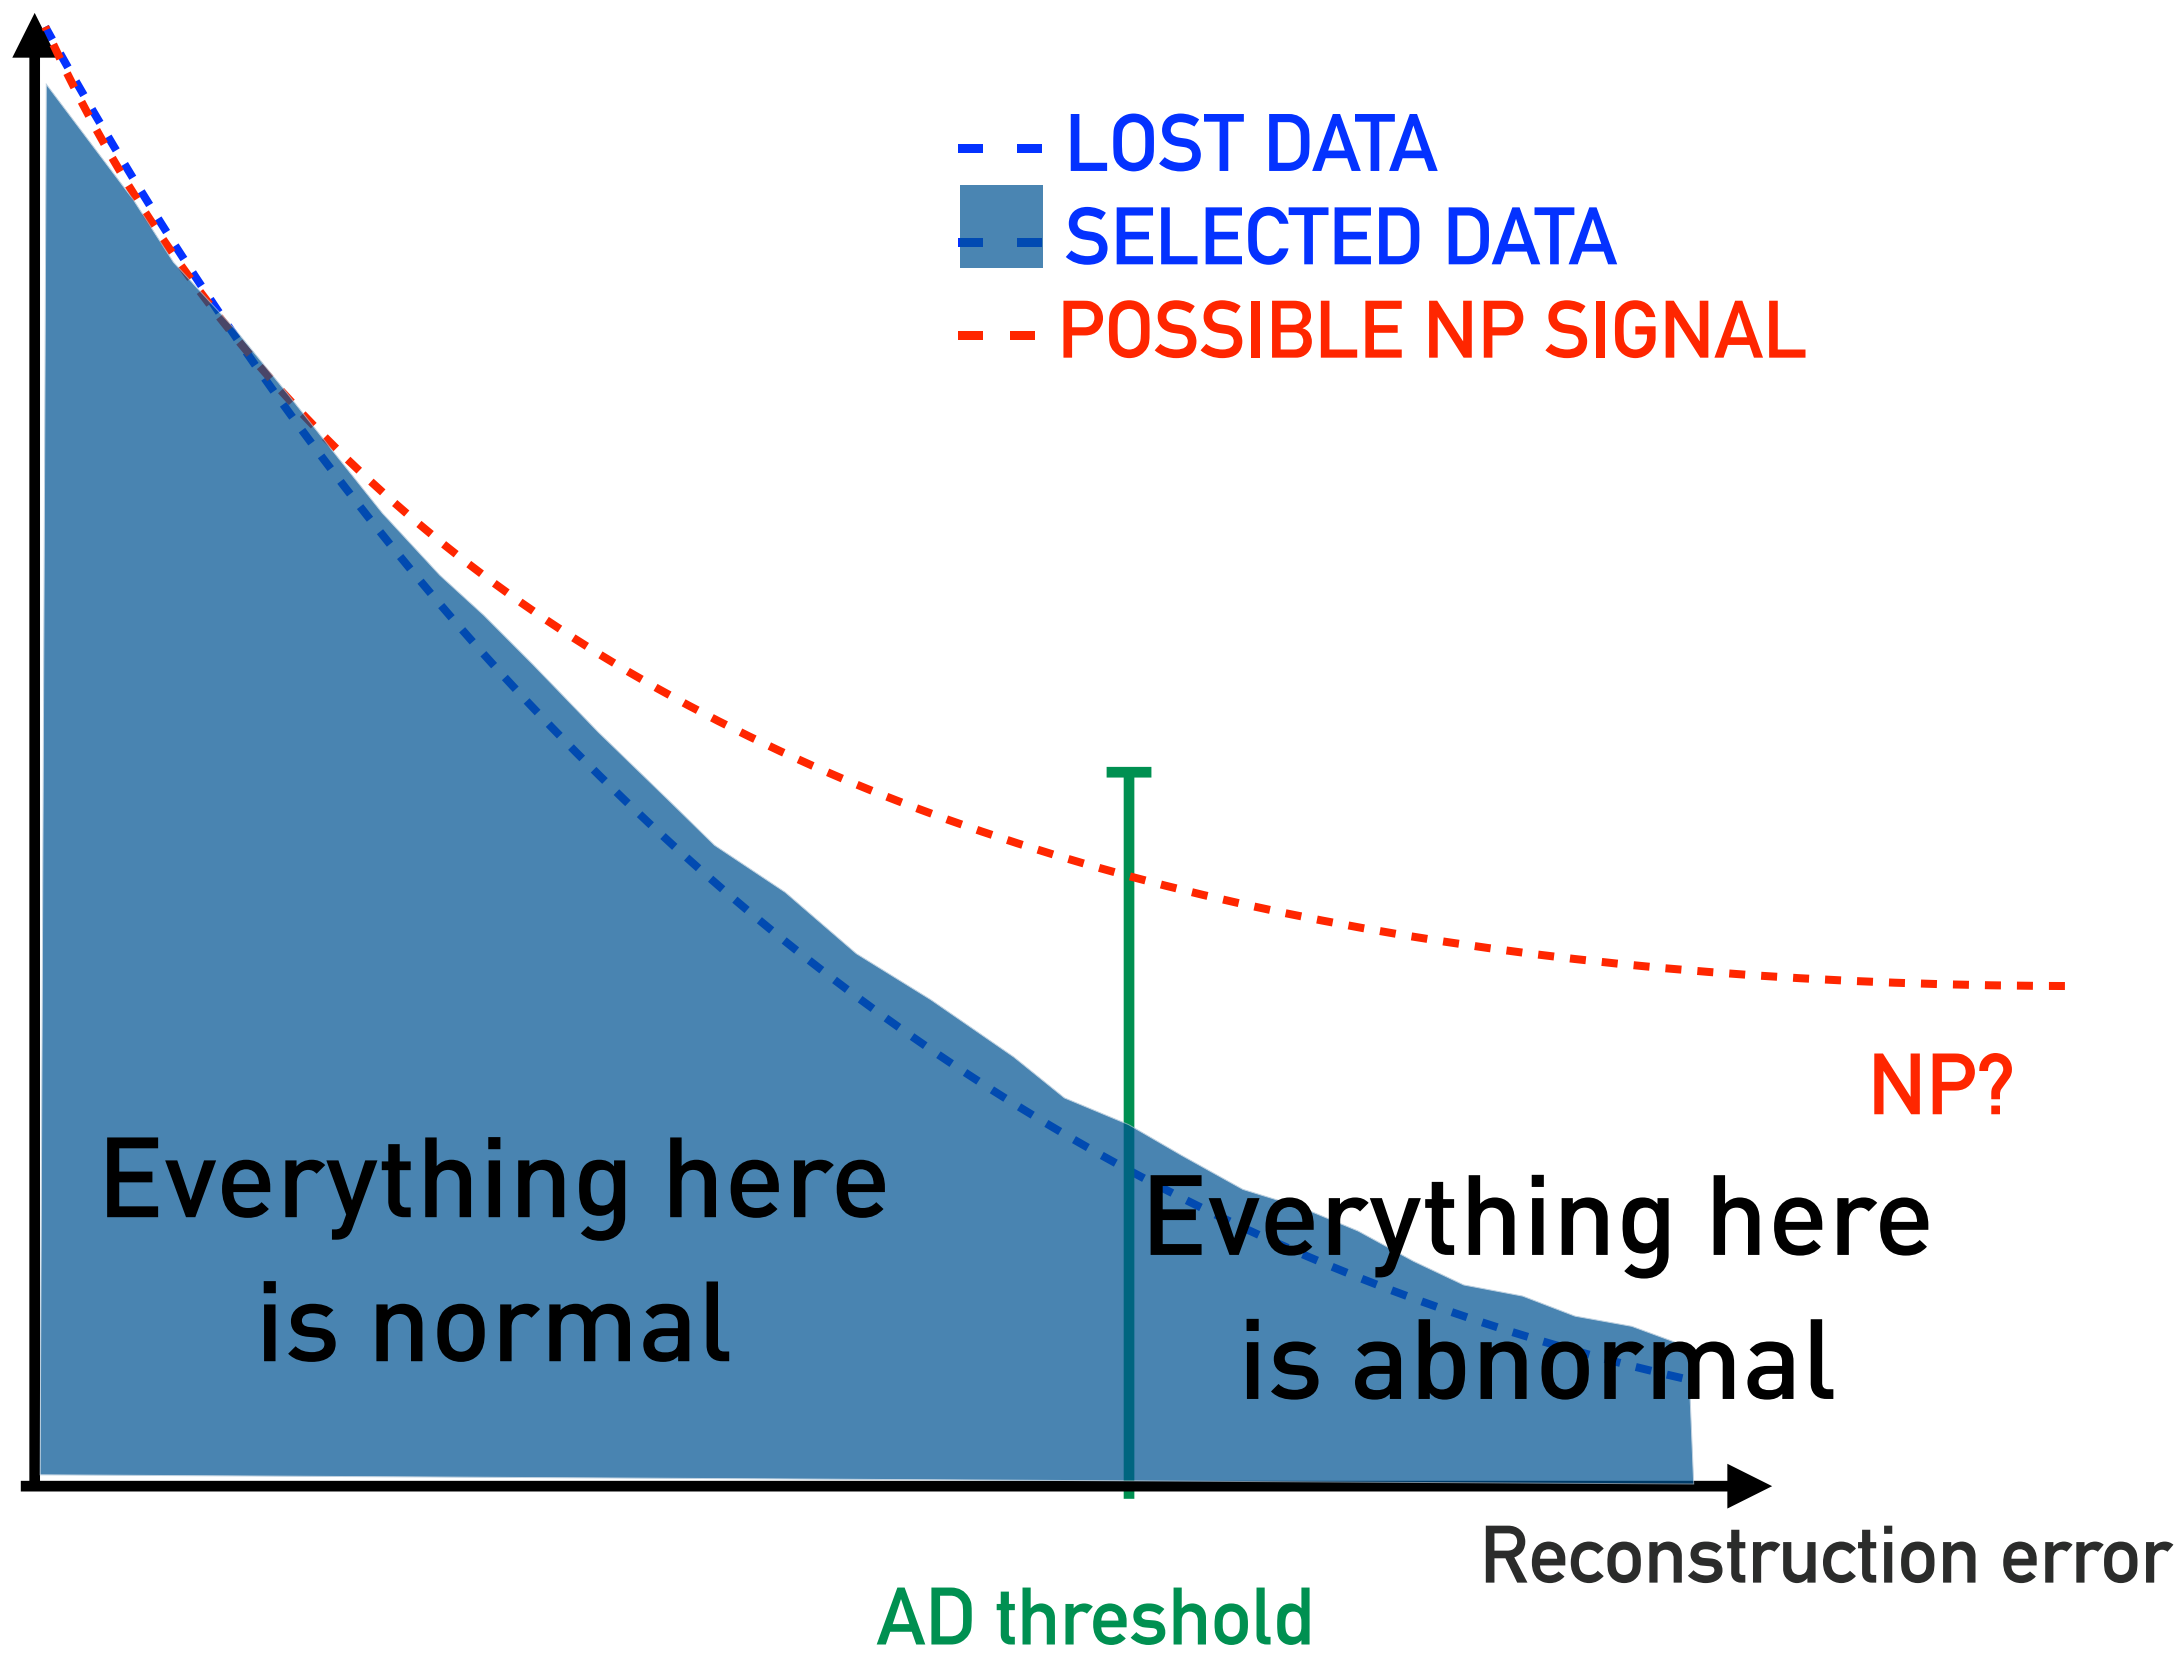 LOST DATA
SELECTED DATA
POSSIBLE NP SIGNAL
NP?
Everything here
is normal
Everything here
is abnormal
Reconstruction error
AD threshold